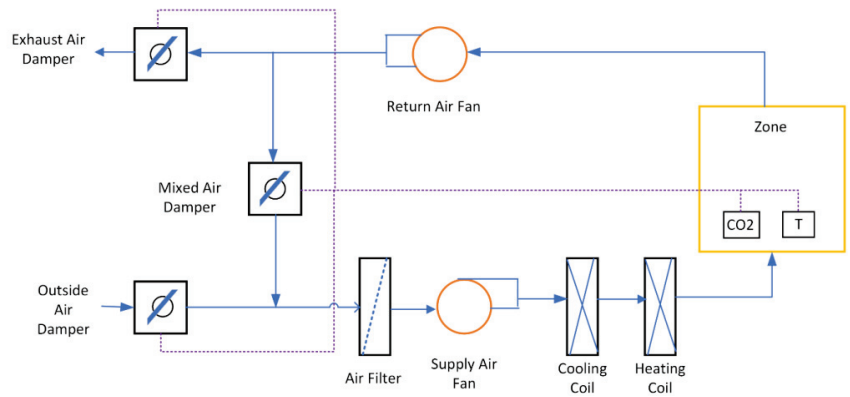 Exhaust Air
Damper
Return Air Fan
Zone
Mixed Air
Damper
CO2
T
Outside
Air
Damper
Air Filter
Supply Air
Fan
Cooling
Coil
Heating
Coil